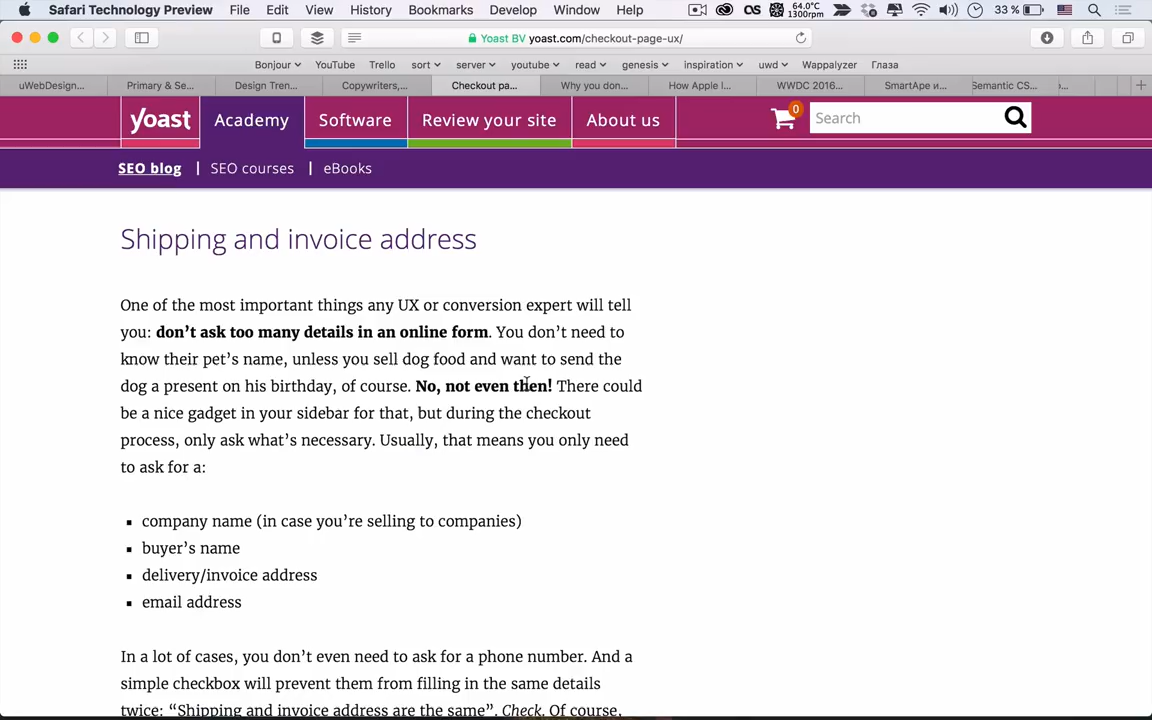 Safari Technology Preview File Edit View History Bookmarks Develop Window Help 64.0°C 1300rpm 33 %
Yoast BV yoast.com/checkout-page-ux/
Bonjour YouTube Trello sort server youtube read genesis inspiration uwd Wappalyzer Глаза
uWebDesign... Primary & Se... Design Tren... Copywriters,... Checkout pa... Why you don... How Apple I... WWDC 2016... SmartApe и... Semantic CS...
yoast Academy Software Review your site About us 0 Search
SEO blog | SEO courses | eBooks
Shipping and invoice address
One of the most important things any UX or conversion expert will tell
you: don’t ask too many details in an online form. You don’t need to
know their pet’s name, unless you sell dog food and want to send the
dog a present on his birthday, of course. No, not even then! There could
be a nice gadget in your sidebar for that, but during the checkout
process, only ask what’s necessary. Usually, that means you only need
to ask for a:
▪ company name (in case you’re selling to companies)
▪ buyer’s name
▪ delivery/invoice address
▪ email address
In a lot of cases, you don’t even need to ask for a phone number. And a
simple checkbox will prevent them from filling in the same details
twice: “Shipping and invoice address are the same”. Check. Of course,